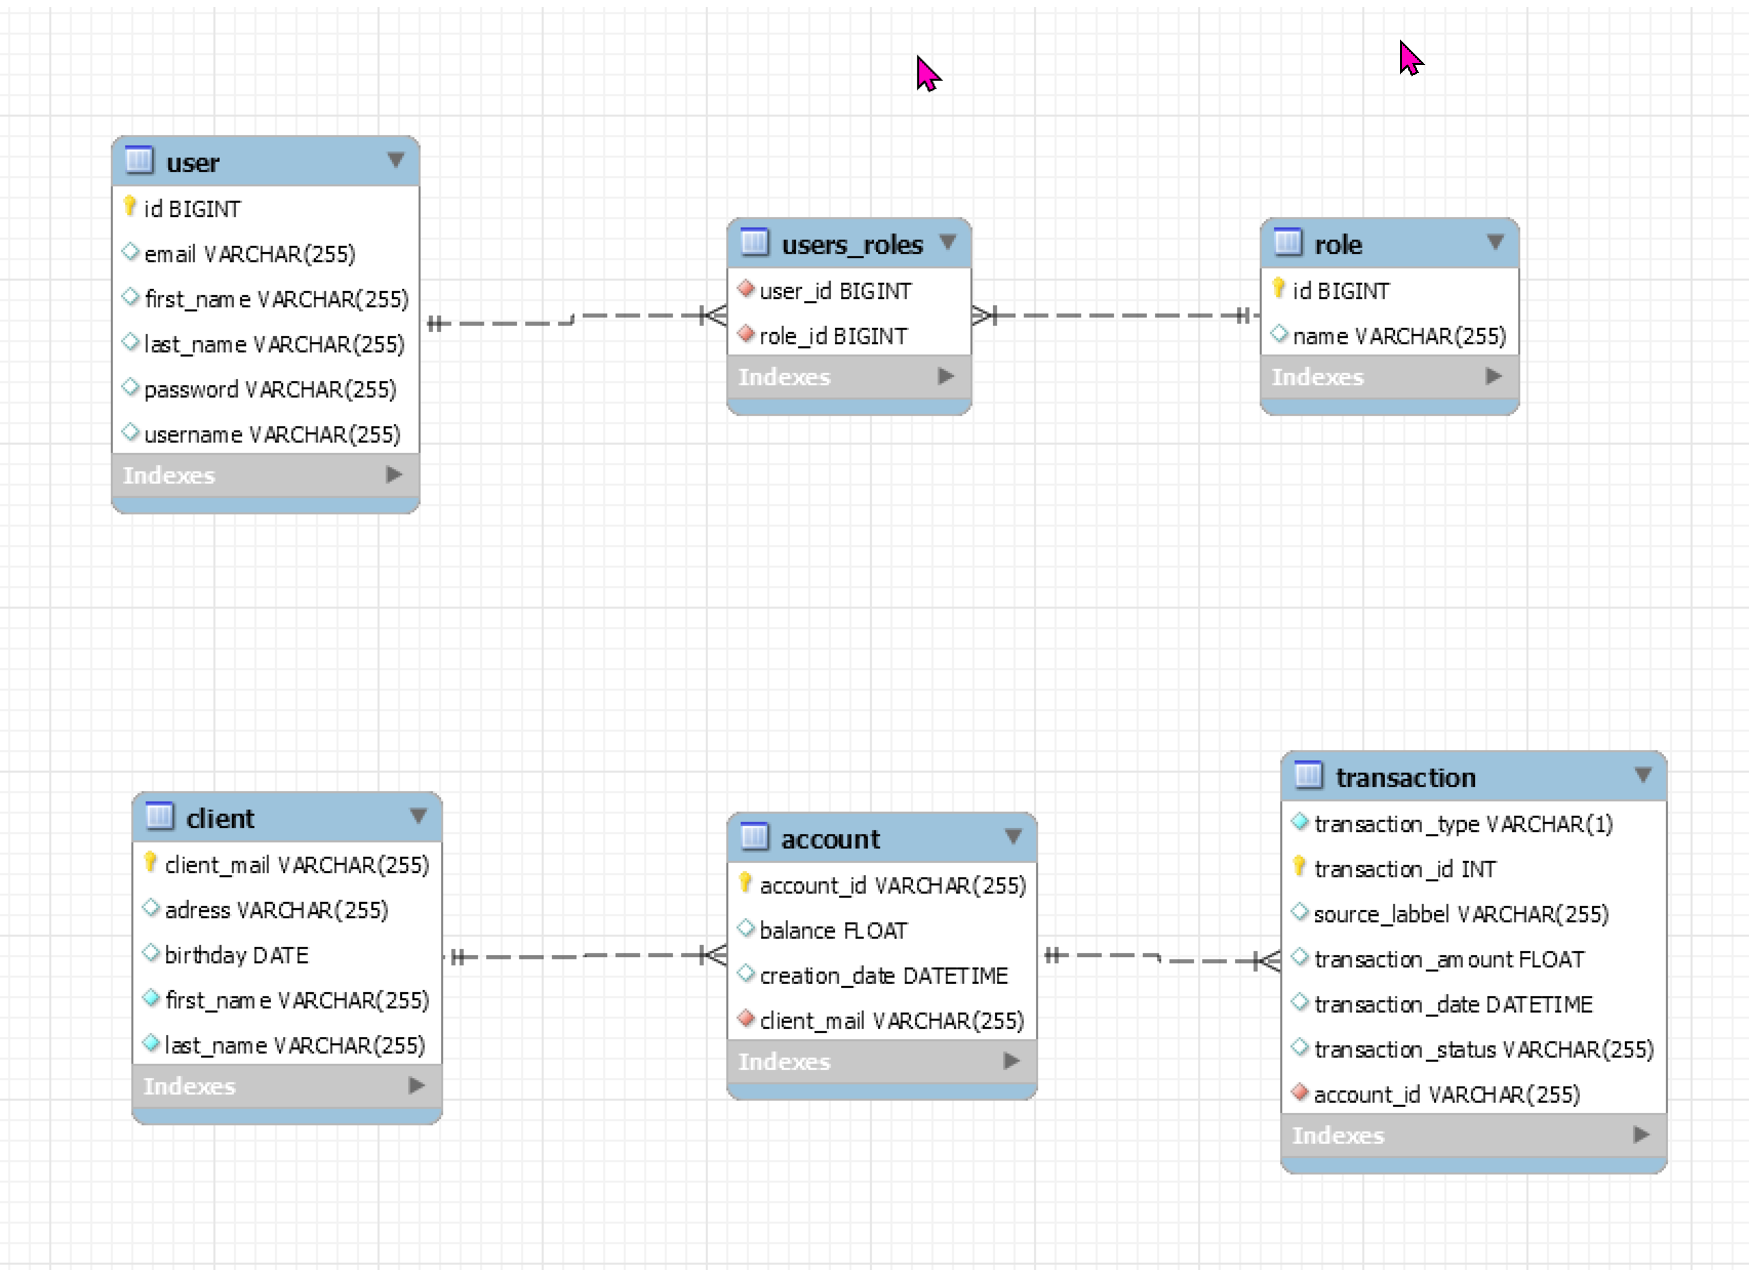 user
id BIGINT
email VARCHAR(255)
first_name VARCHAR(255)
last_name VARCHAR(255)
password VARCHAR(255)
username VARCHAR(255)
Indexes
users_roles
user_id BIGINT
role_id BIGINT
Indexes
role
id BIGINT
name VARCHAR(255)
Indexes
client
client_mail VARCHAR(255)
adress VARCHAR(255)
birthday DATE
first_name VARCHAR(255)
last_name VARCHAR(255)
Indexes
account
account_id VARCHAR(255)
balance FLOAT
creation_date DATETIME
client_mail VARCHAR(255)
Indexes
transaction
transaction_type VARCHAR(1)
transaction_id INT
source_labbel VARCHAR(255)
transaction_amount FLOAT
transaction_date DATETIME
transaction_status VARCHAR(255)
account_id VARCHAR(255)
Indexes